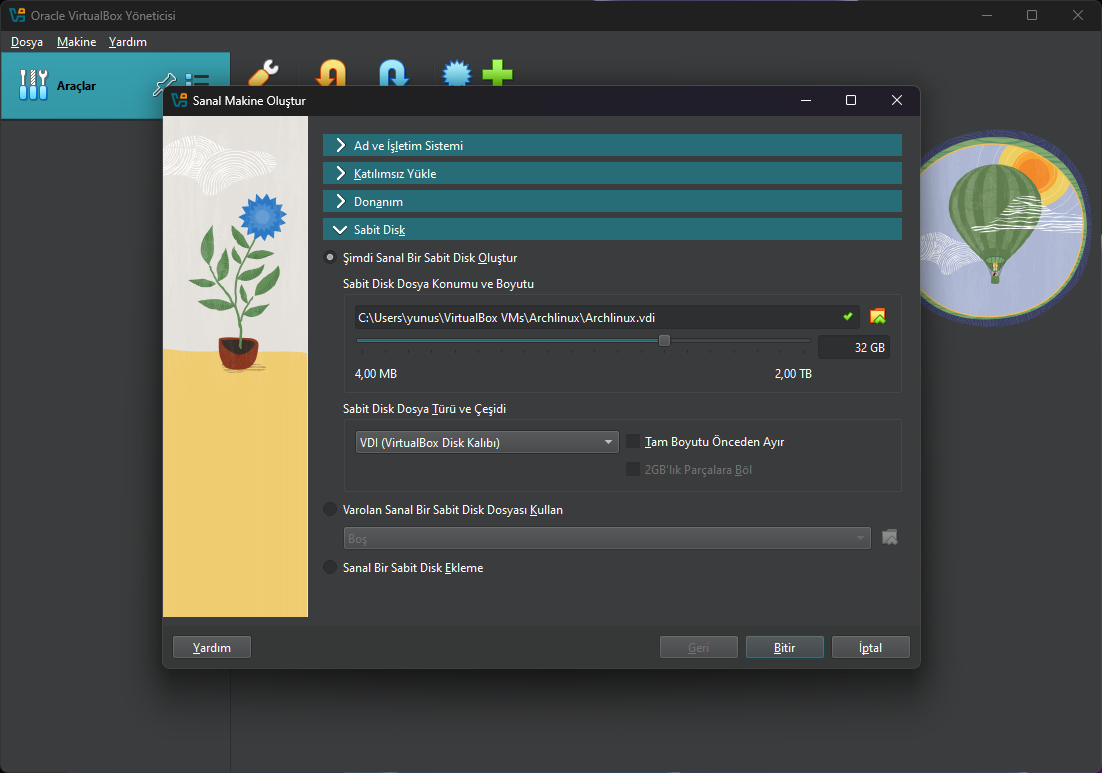 Oracle VirtualBox Yöneticisi
Dosya Makine Yardım
Araçlar
Sanal Makine Oluştur
Ad ve İşletim Sistemi
Katılımsız Yükle
Donanım
Sabit Disk
Şimdi Sanal Bir Sabit Disk Oluştur
Sabit Disk Dosya Konumu ve Boyutu
C:\Users\yunus\VirtualBox VMs\Archlinux\Archlinux.vdi
32 GB
4,00 MB 2,00 TB
Sabit Disk Dosya Türü ve Çeşidi
VDI (VirtualBox Disk Kalıbı) Tam Boyutu Önceden Ayır
2GB'lık Parçalara Böl
Varolan Sanal Bir Sabit Disk Dosyası Kullan
Boş
Sanal Bir Sabit Disk Ekleme
Yardım Geri Bitir İptal